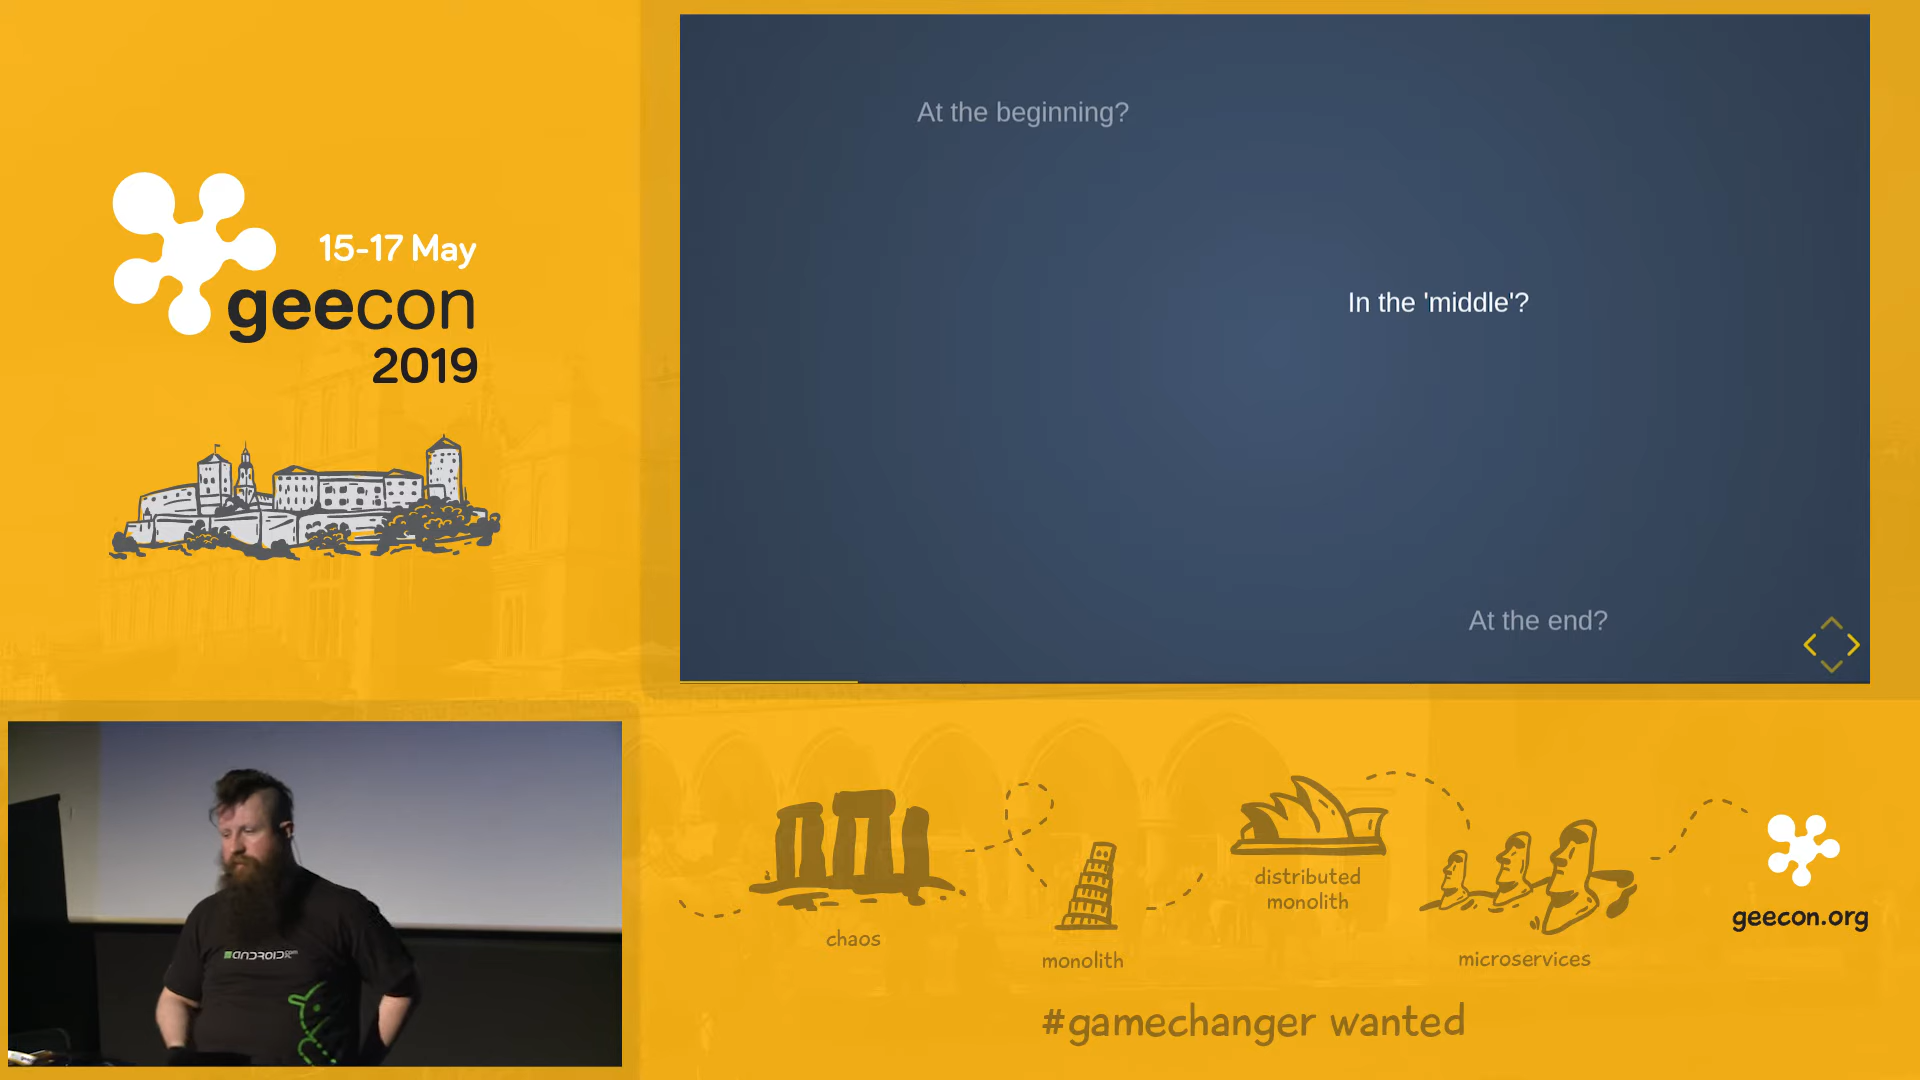 15-17 May
geecon
2019
At the beginning?
In the 'middle'?
At the end?
ANDROID
chaos
monolith
distributed
monolith
microservices
geecon.org
#gamechanger wanted